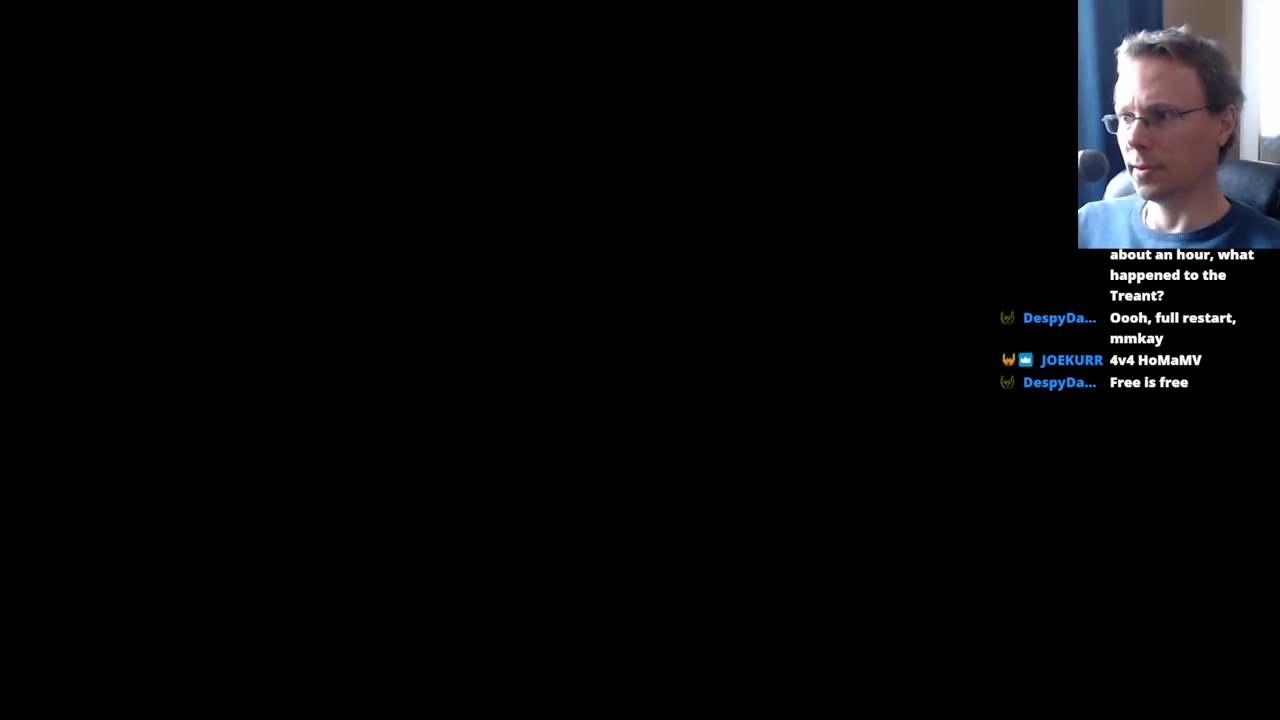 about an hour, what
happened to the
Treant?
DespyDa... Oooh, full restart,
mmkay
JOEKURR 4v4 HoMaMV
DespyDa... Free is free